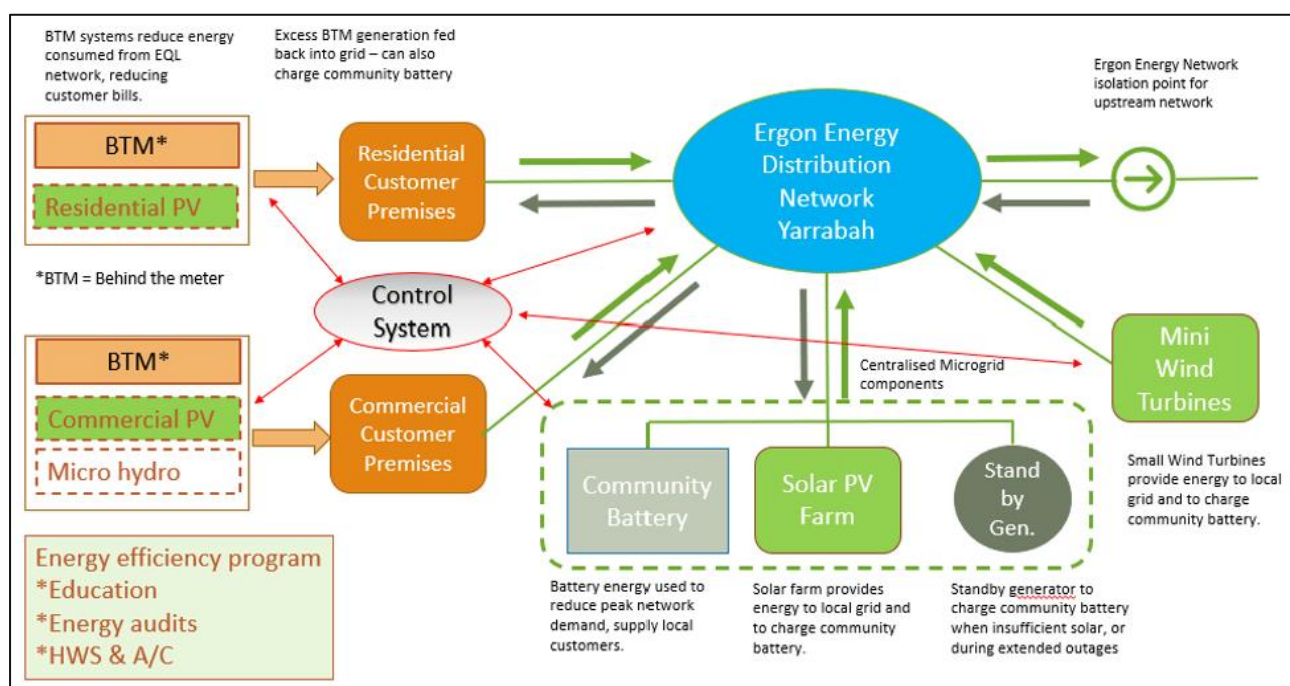 BTM systems reduce energy
consumed from EQL
network, reducing
customer bills.
Excess BTM generation fed
back into grid – can also
charge community battery
Ergon Energy Network
isolation point for
upstream network
BTM*
Residential PV
Residential
Customer
Premises
Ergon Energy
Distribution
Network
Yarrabah
*BTM = Behind the meter
Control
System
BTM*
Commercial PV
Micro hydro
Commercial
Customer
Premises
Centralised Microgrid
components
Mini
Wind
Turbines
Community
Battery
Solar PV
Farm
Stand
by
Gen.
Small Wind Turbines
provide energy to local
grid and to charge
community battery.
Energy efficiency program
*Education
*Energy audits
*HWS & A/C
Battery energy used to
reduce peak network
demand, supply local
customers.
Solar farm provides
energy to local grid and
to charge community
battery.
Standby generator to
charge community battery
when insufficient solar, or
during extended outages